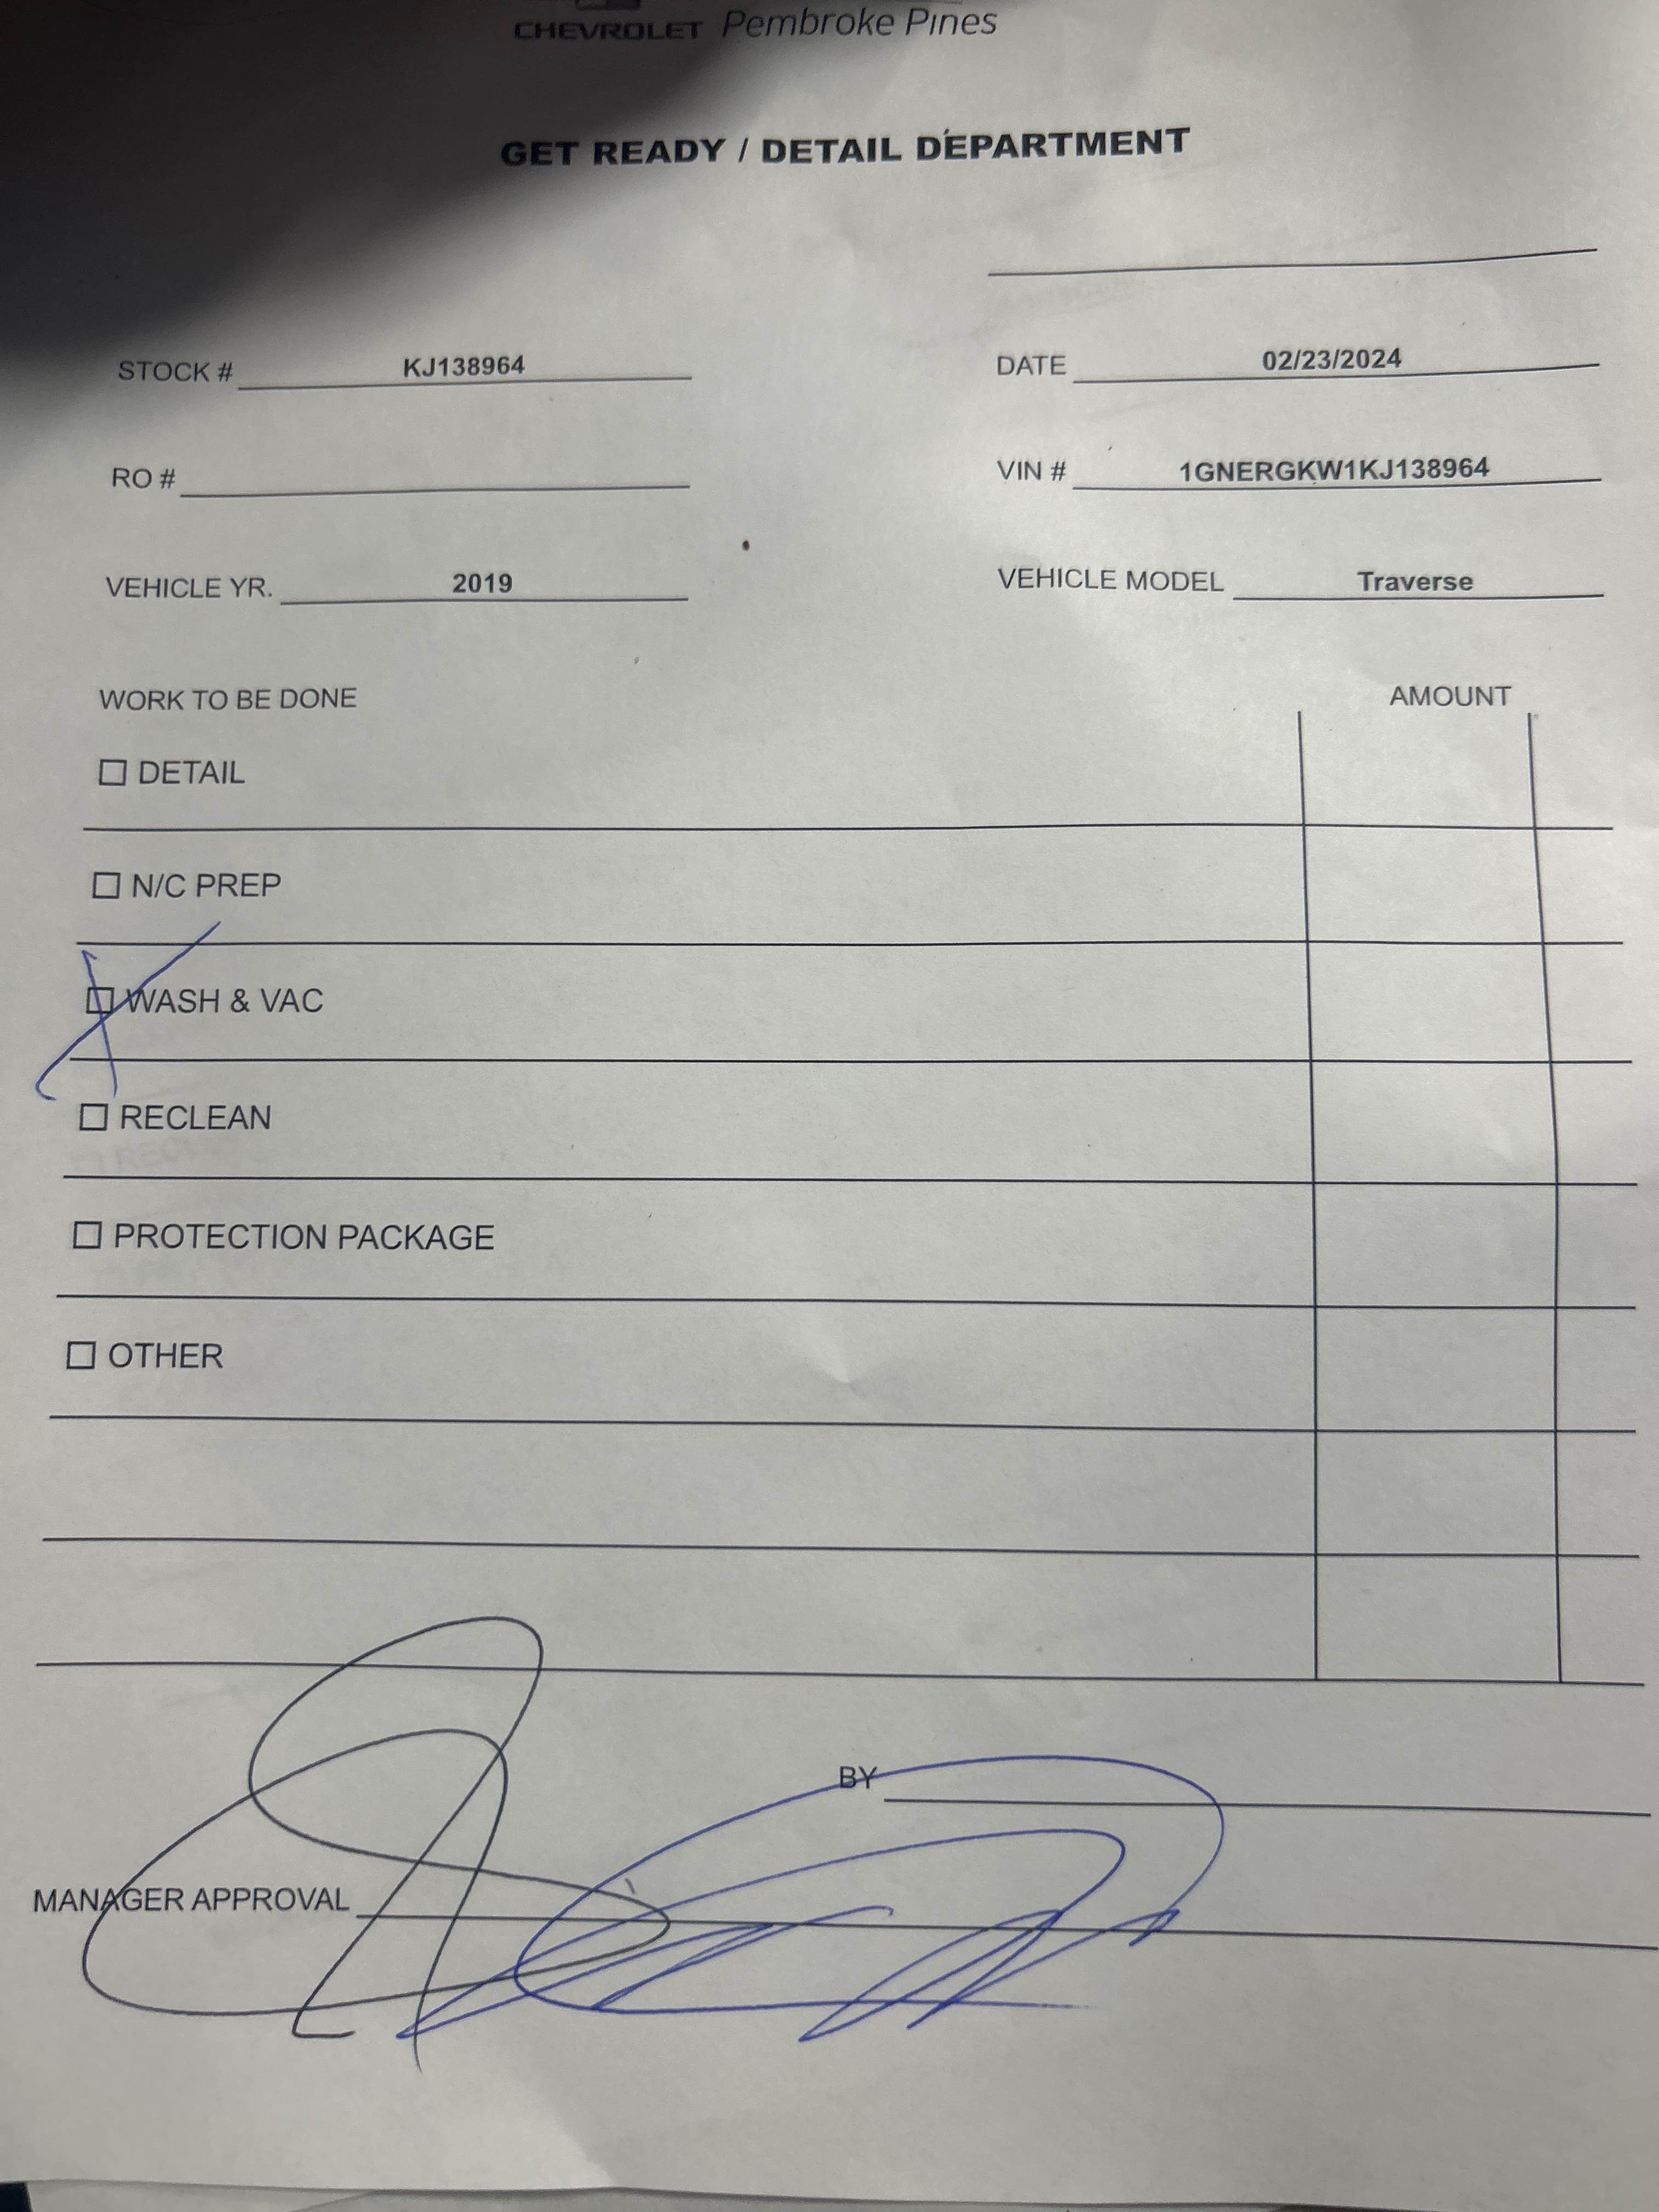 CHEVROLET Pembroke Pines
GET READY / DETAIL DEPARTMENT
STOCK # KJ138964 DATE 02/23/2024
RO # VIN # 1GNERGKW1KJ138964
VEHICLE YR. 2019 VEHICLE MODEL Traverse
WORK TO BE DONE AMOUNT
DETAIL
N/C PREP
WASH & VAC
RECLEAN
PROTECTION PACKAGE
OTHER
BY
MANAGER APPROVAL